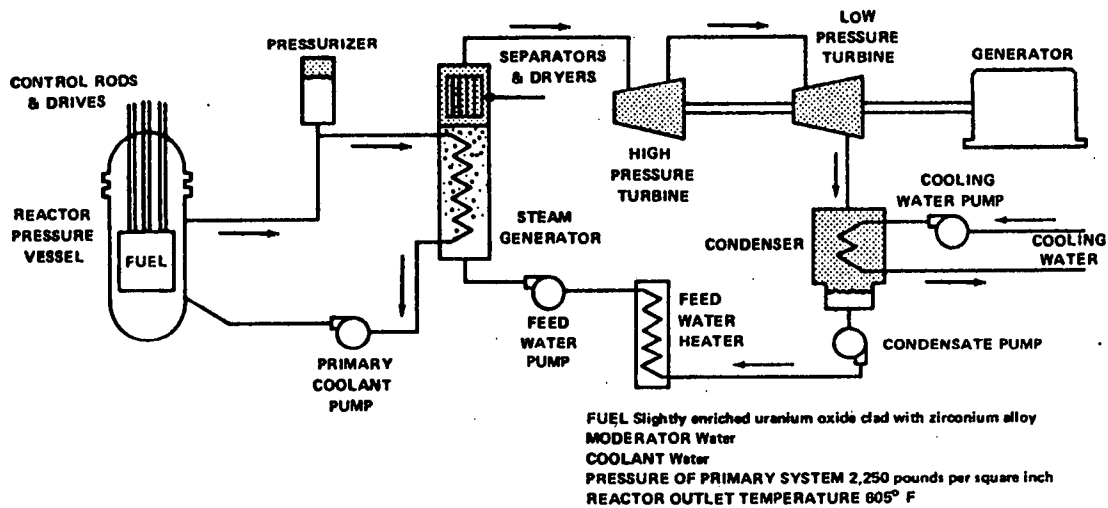 PRESSURIZER
CONTROL RODS
& DRIVES
SEPARATORS
& DRYERS
LOW
PRESSURE
TURBINE
GENERATOR
HIGH
PRESSURE
TURBINE
REACTOR
PRESSURE
VESSEL
FUEL
STEAM
GENERATOR
CONDENSER
COOLING
WATER PUMP
COOLING
WATER
PRIMARY
COOLANT
PUMP
FEED
WATER
PUMP
FEED
WATER
HEATER
CONDENSATE PUMP
FUEL Slightly enriched uranium oxide clad with zirconium alloy
MODERATOR Water
COOLANT Water
PRESSURE OF PRIMARY SYSTEM 2,250 pounds per square inch
REACTOR OUTLET TEMPERATURE 605° F